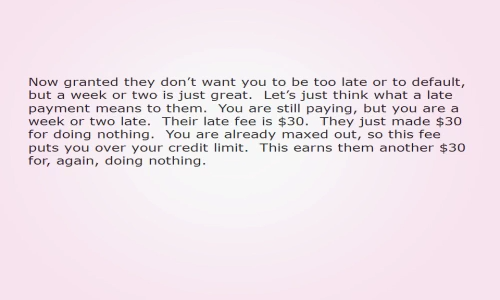 Now granted they don't want you to be too late or to default,
but a week or two is just great.  Let's just think what a late
payment means to them.  You are still paying, but you are a
week or two late.  Their late fee is $30.  They just made $30
for doing nothing.  You are already maxed out, so this fee
puts you over your credit limit.  This earns them another $30
for, again, doing nothing.